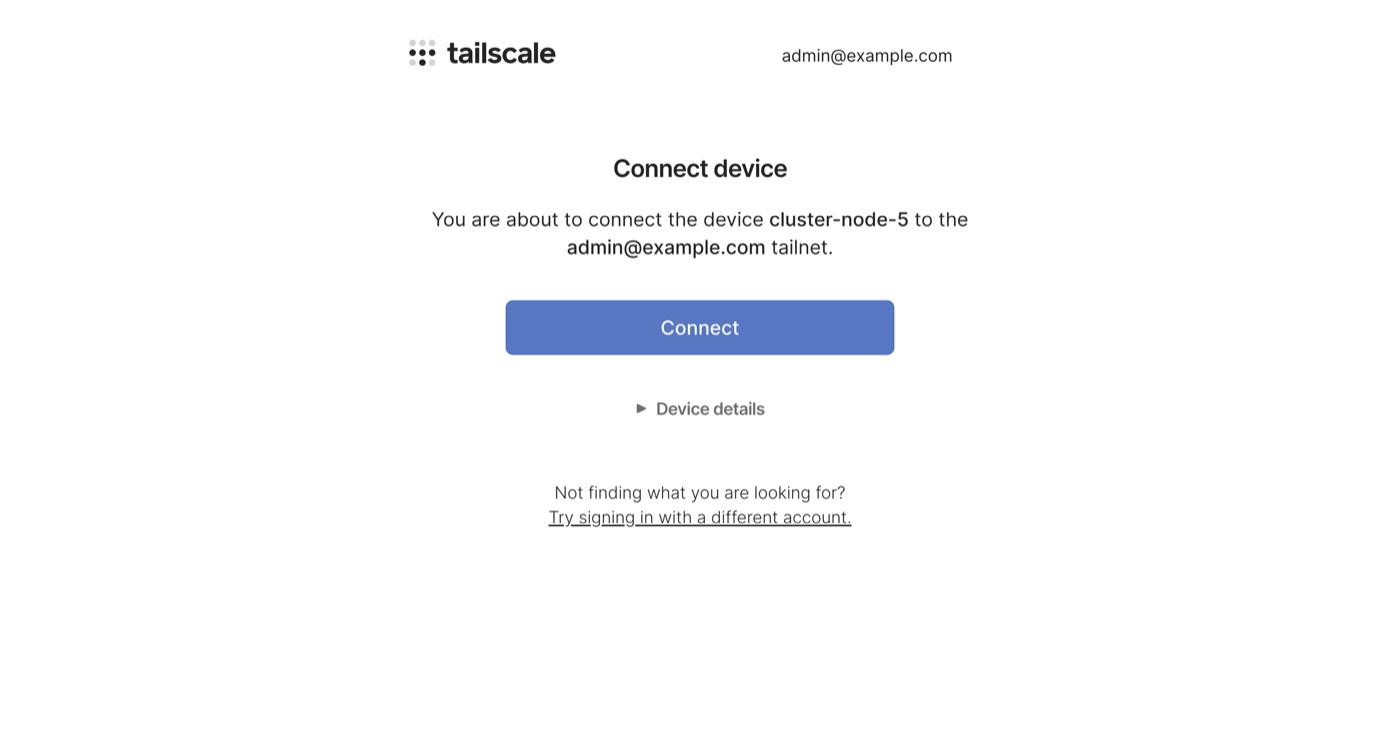 tailscale
admin@example.com
Connect device
You are about to connect the device cluster-node-5 to the
admin@example.com tailnet.
Connect
Device details
Not finding what you are looking for?
Try signing in with a different account.